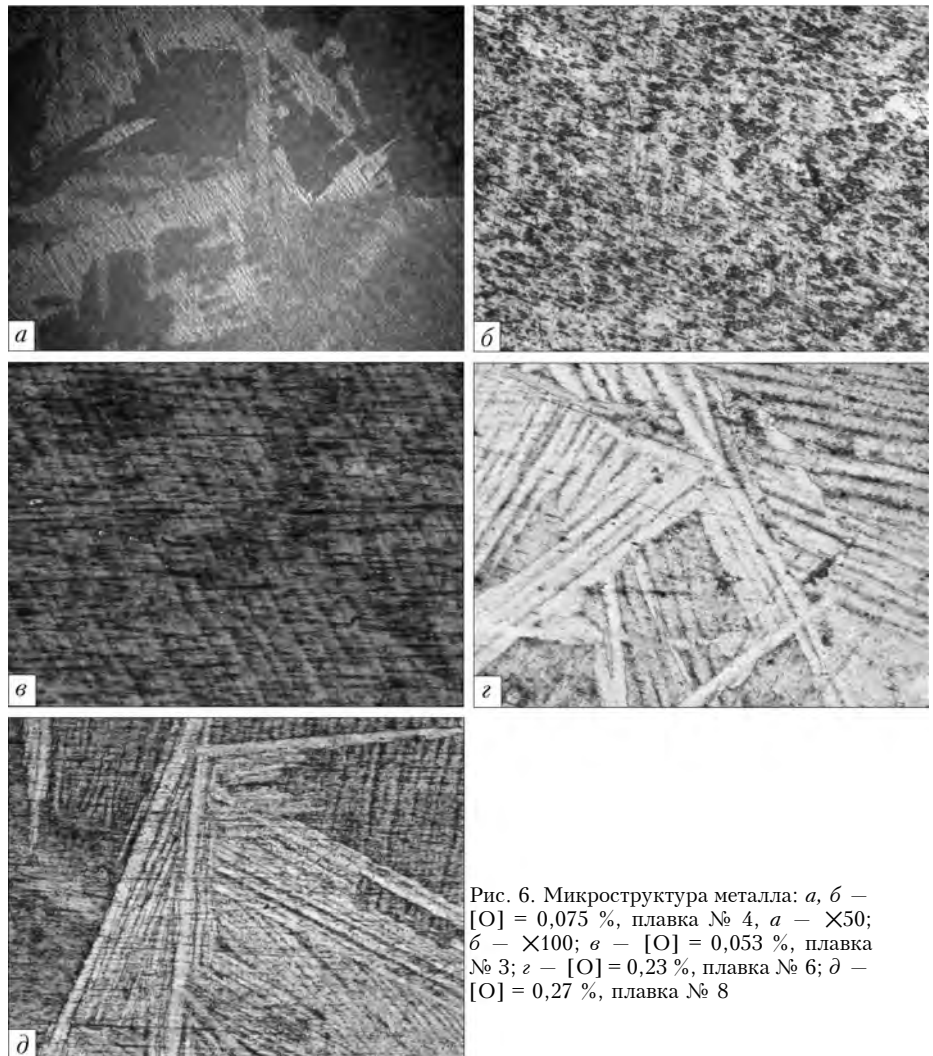 а
б
в
г
д
Рис. 6. Микроструктура металла: а, б —
[O] = 0,075 %, плавка № 4, а — ×50;
б — ×100; в — [O] = 0,053 %, плавка
№ 3; г — [O] = 0,23 %, плавка № 6; д —
[O] = 0,27 %, плавка № 8